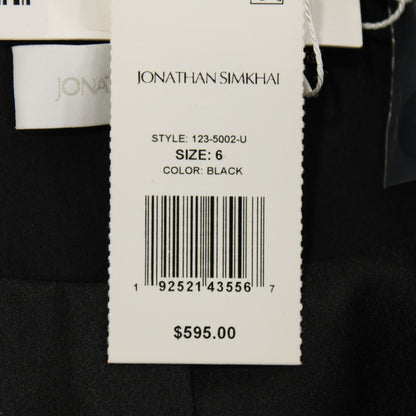 JONATHAN SIMKHAI
STYLE: 123-5002-U
SIZE: 6
COLOR: BLACK
1 92521 43556 7
$595.00